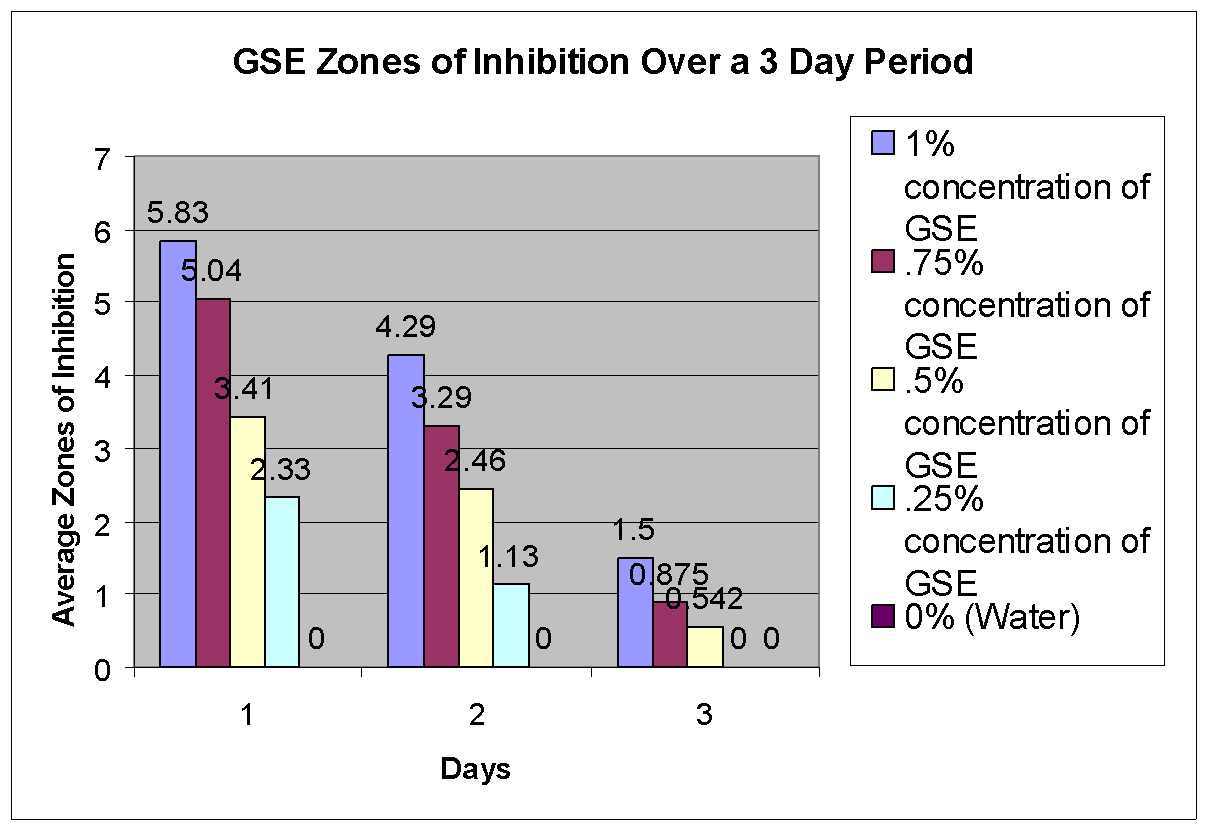 GSE Zones of Inhibition Over a 3 Day Period
Average Zones of Inhibition
7
6
5
4
3
2
1
0
5.83
5.04
3.41
2.33
0
4.29
3.29
2.46
1.13
0
1.5
0.875
0.542
0
0
1
2
3
Days
1%
concentration of
GSE
.75%
concentration of
GSE
.5%
concentration of
GSE
.25%
concentration of
GSE
0% (Water)